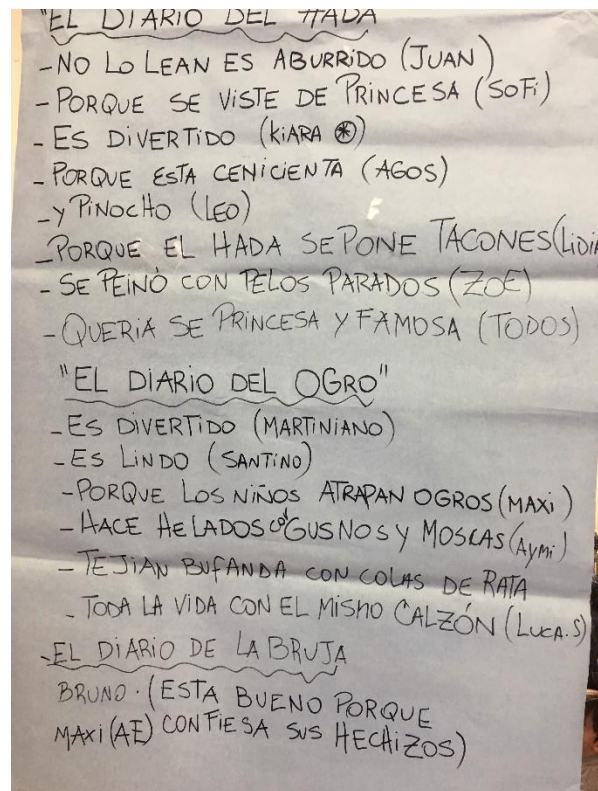 "EL DIARIO DEL HADA
-NO LO LEAN ES ABURRIDO (JUAN)
- PORQUE SE VISTE DE PRINCESA (SOFI)
- ES DIVERTIDO (KIARA ⊛)
- PORQUE ESTA CENICIENTA (AGOS)
-Y PINOCHO (LEO)
-PORQUE EL HADA SE PONE TACONES (LIDIA
- SE PEINÓ CON PELOS PARADOS (ZOE)
- QUERIA SE PRINCESA Y FAMOSA (TODOS)
"EL DIARIO DEL OGRO"
- ES DIVERTIDO (MARTINIANO)
- ES LINDO (SANTINO)
-PORQUE LOS NIÑOS ATRAPAN OGROS (MAXI)
- HACE HELADOS CON GUSNOS Y MOSCAS (AYMI)
- TEJIAN BUFANDA CON COLAS DE RATA
- TODA LA VIDA CON EL MISMO CALZÓN (LUCA.S)
-EL DIARIO DE LA BRUJA
BRUNO. (ESTA BUENO PORQUE
MAXI (AE) CONFIESA SUS HECHIZOS)